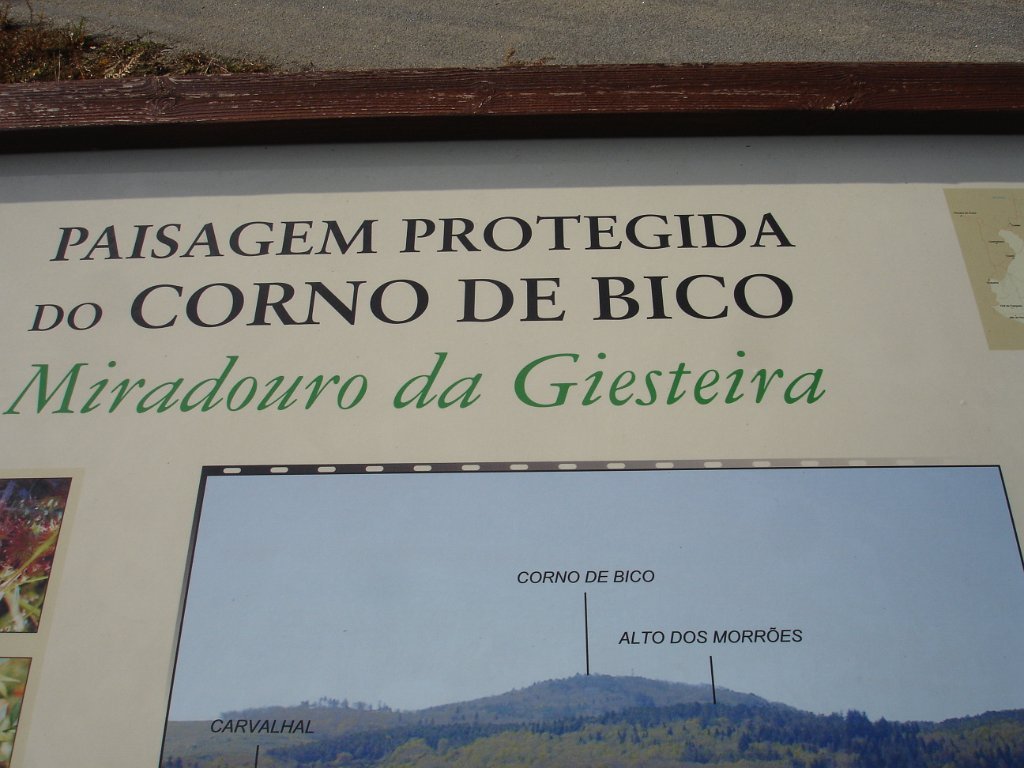 PAISAGEM PROTEGIDA
DO CORNO DE BICO
Miradouro da Giesteira
CORNO DE BICO
ALTO DOS MORRÕES
CARVALHAL